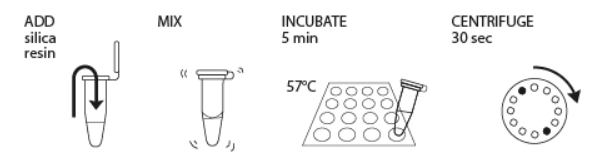 ADD
silica
resin
MIX
INCUBATE
5 min
57°C
CENTRIFUGE
30 sec